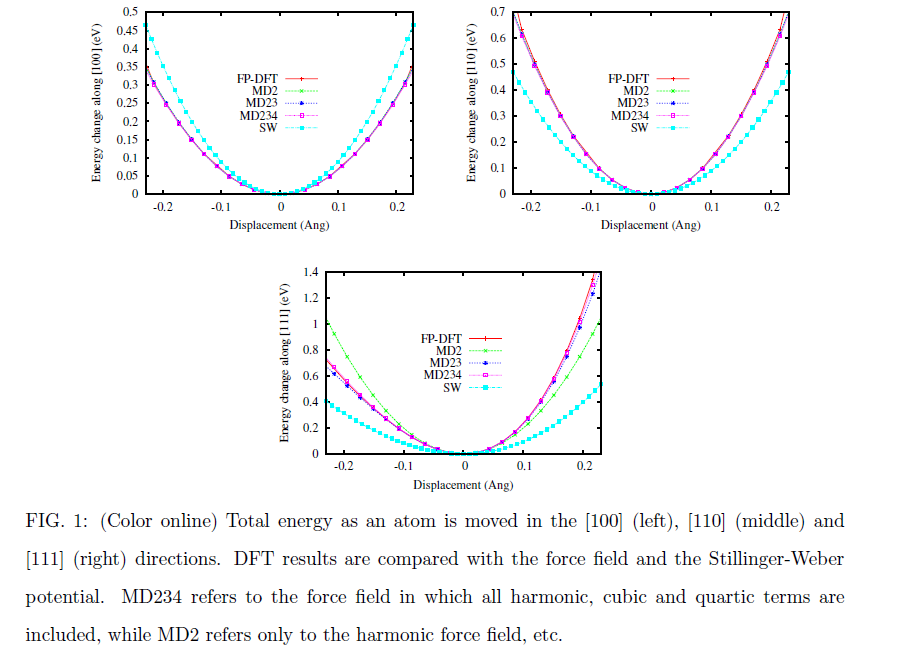 0.5
0.45
0.4
0.35
0.3
0.25
0.2
0.15
0.1
0.05
0
Energy change along [100] (eV)
FP-DFT
MD2
MD23
MD234
SW
-0.2 -0.1 0 0.1 0.2
Displacement (Ang)
0.7
0.6
0.5
0.4
0.3
0.2
0.1
0
Energy change along [110] (eV)
FP-DFT
MD2
MD23
MD234
SW
-0.2 -0.1 0 0.1 0.2
Displacement (Ang)
1.4
1.2
1
0.8
0.6
0.4
0.2
0
Energy change along [111] (eV)
FP-DFT
MD2
MD23
MD234
SW
-0.2 -0.1 0 0.1 0.2
Displacement (Ang)
FIG. 1: (Color online) Total energy as an atom is moved in the [100] (left), [110] (middle) and
[111] (right) directions. DFT results are compared with the force field and the Stillinger-Weber
potential. MD234 refers to the force field in which all harmonic, cubic and quartic terms are
included, while MD2 refers only to the harmonic force field, etc.